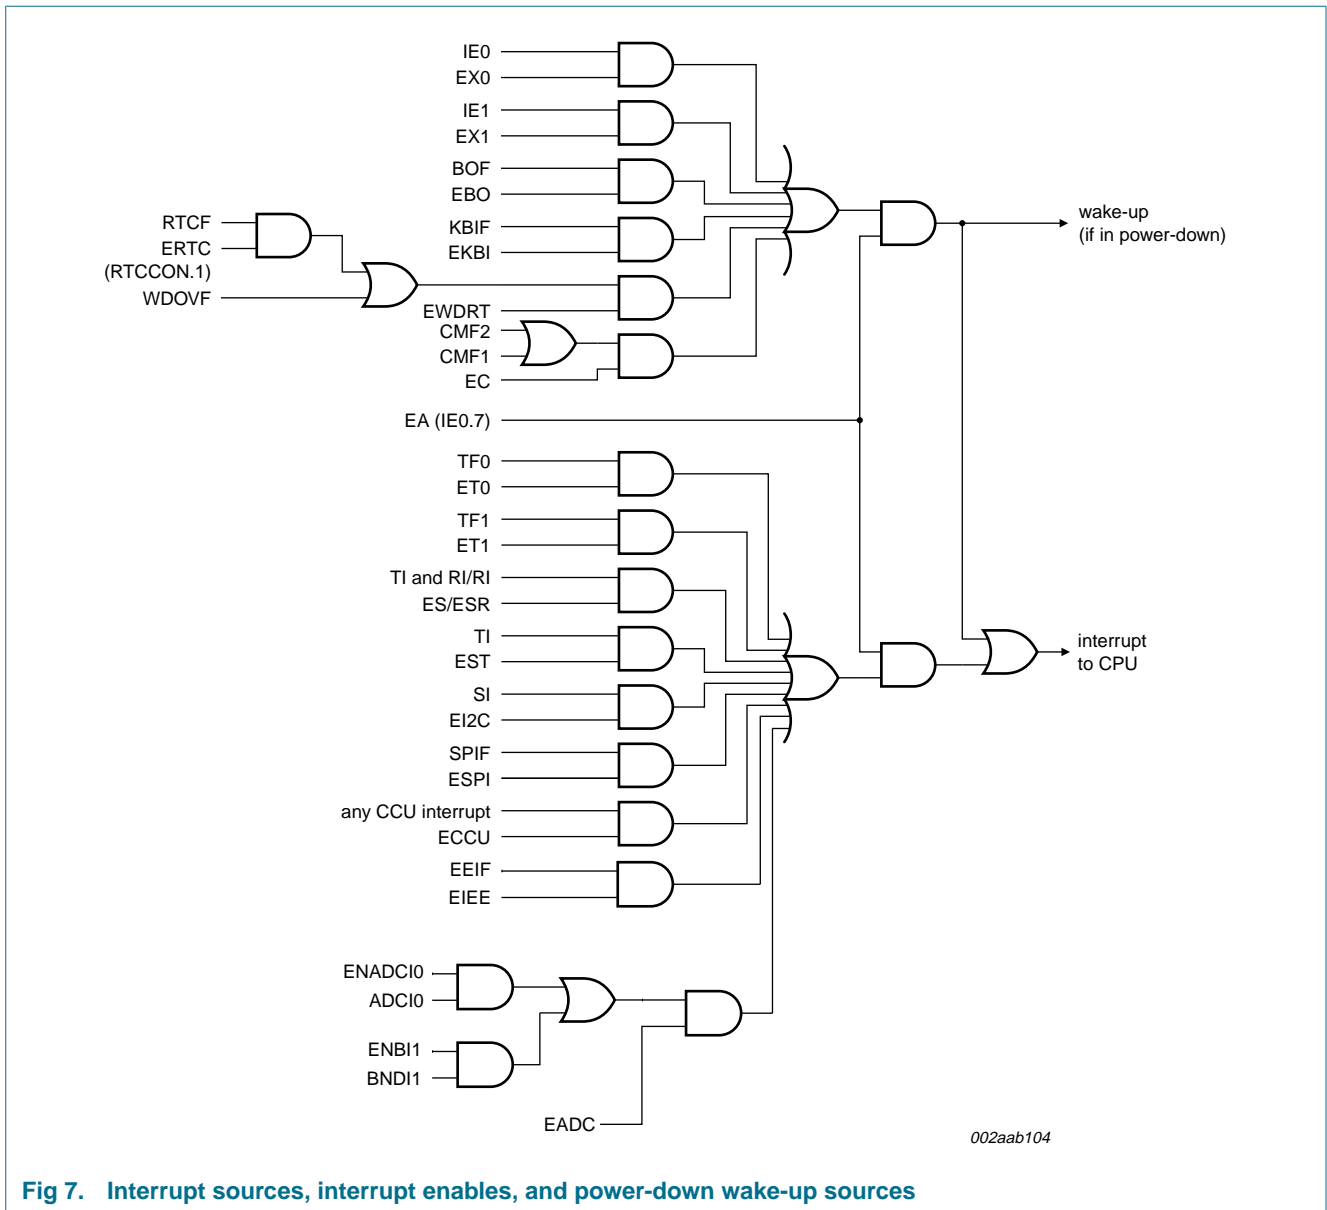 IE0
EX0
IE1
EX1
BOF
EBO
KBIF
EKBI
RTCF
ERTC
(RTCCON.1)
WDOVF
EWDRT
CMF2
CMF1
EC
EA (IE0.7)
wake-up
(if in power-down)
TF0
ET0
TF1
ET1
TI and RI/RI
ES/ESR
TI
EST
SI
EI2C
SPIF
ESPI
any CCU interrupt
ECCU
EEIF
EIEE
interrupt
to CPU
ENADCI0
ADCI0
ENBI1
BNDI1
EADC
002aab104
Fig 7. Interrupt sources, interrupt enables, and power-down wake-up sources